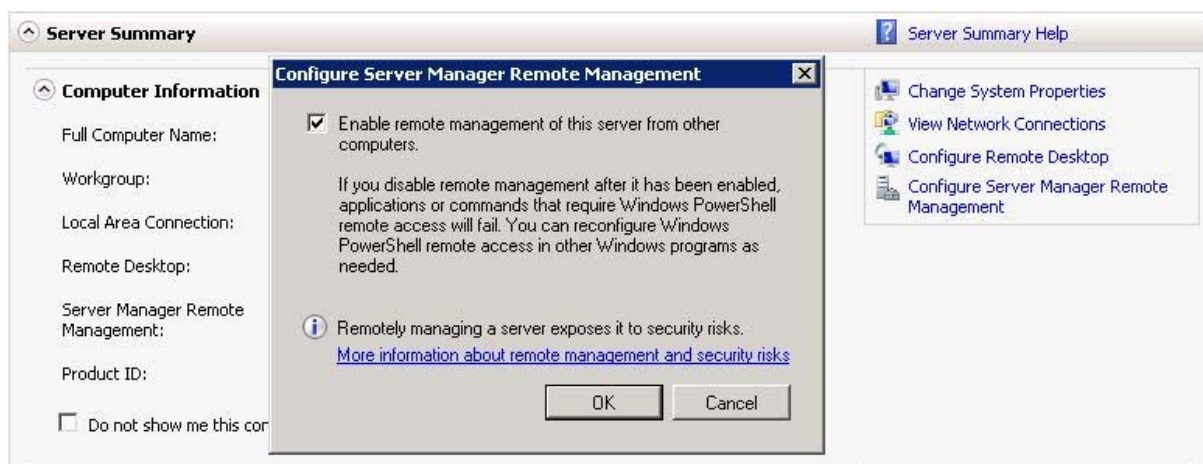 Server Summary
Server Summary Help
Computer Information
Full Computer Name:
Workgroup:
Local Area Connection:
Remote Desktop:
Server Manager Remote
Management:
Product ID:
Do not show me this con
Configure Server Manager Remote Management
Enable remote management of this server from other
computers.
If you disable remote management after it has been enabled,
applications or commands that require Windows PowerShell
remote access will fail. You can reconfigure Windows
PowerShell remote access in other Windows programs as
needed.
Remotely managing a server exposes it to security risks.
More information about remote management and security risks
OK
Cancel
Change System Properties
View Network Connections
Configure Remote Desktop
Configure Server Manager Remote
Management